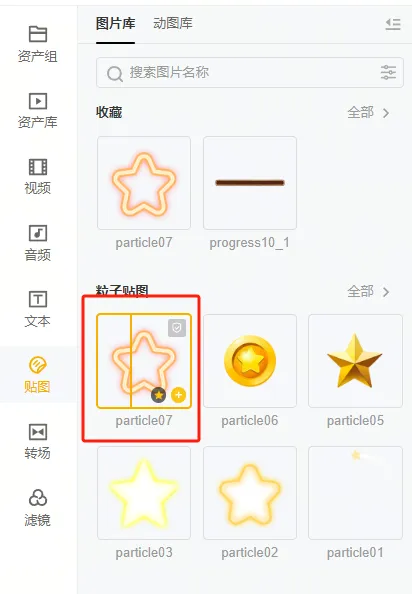 图片库 动图库
资产组
搜索图片名称
资产库
收藏 全部
视频
音频
particle07 progress10_1
粒子贴图 全部
文本
贴图
particle07 particle06 particle05
转场
滤镜
particle03 particle02 particle01